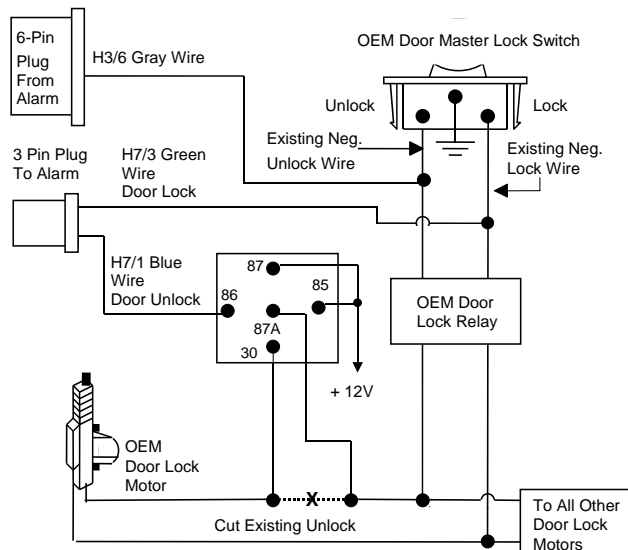 6-Pin
Plug
From
Alarm
H3/6 Gray Wire
OEM Door Master Lock Switch
Unlock
Lock
Existing Neg.
Unlock Wire
Existing Neg.
Lock Wire
3 Pin Plug
To Alarm
H7/3 Green
Wire
Door Lock
H7/1 Blue
Wire
Door Unlock
87
85
86
87A
30
+ 12V
OEM Door
Lock Relay
OEM
Door Lock
Motor
X
Cut Existing Unlock
To All Other
Door Lock
Motors